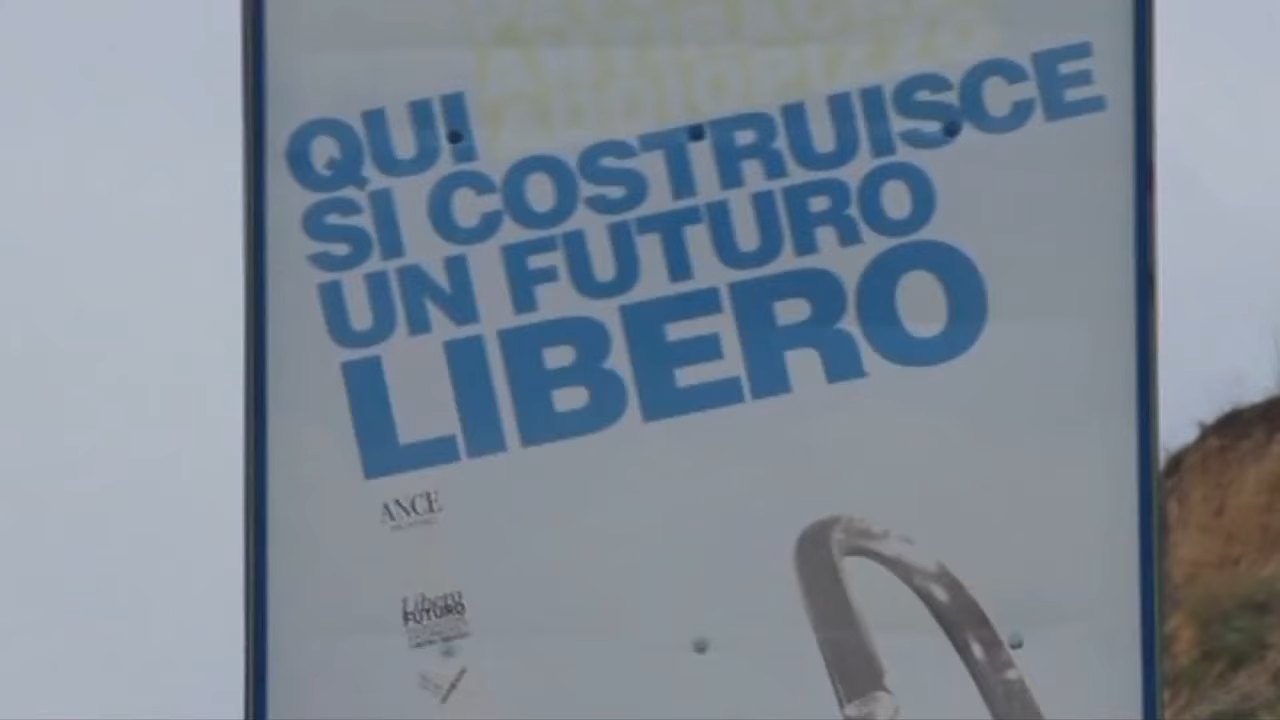 QUI
SI COSTRUISCE
UN FUTURO
LIBERO
ANCE
Libero
FUTURO